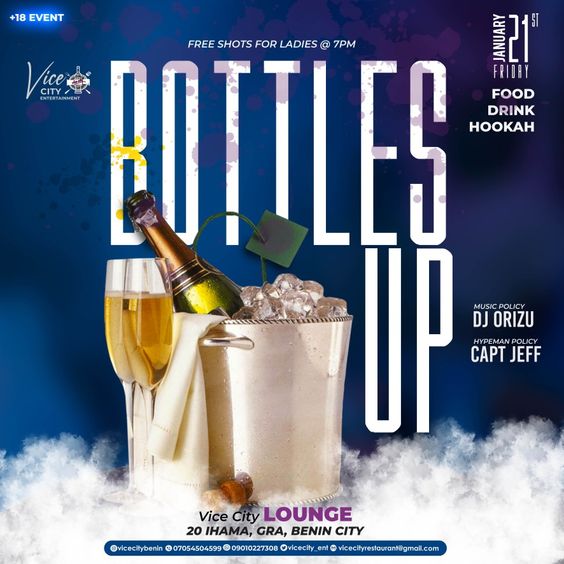 +18 EVENT
FREE SHOTS FOR LADIES @ 7PM
JANUARY
21ST
FRIDAY
Vice
CITY
ENTERTAINMENT
FOOD
DRINK
HOOKAH
BOTTLES
UP
MUSIC POLICY
DJ ORIZU
HYPEMAN POLICY
CAPT JEFF
Vice City LOUNGE
20 IHAMA, GRA, BENIN CITY
@vicecitybenin 07054504599 09010227308 vicecity_ent vicecityrestaurant@gmail.com